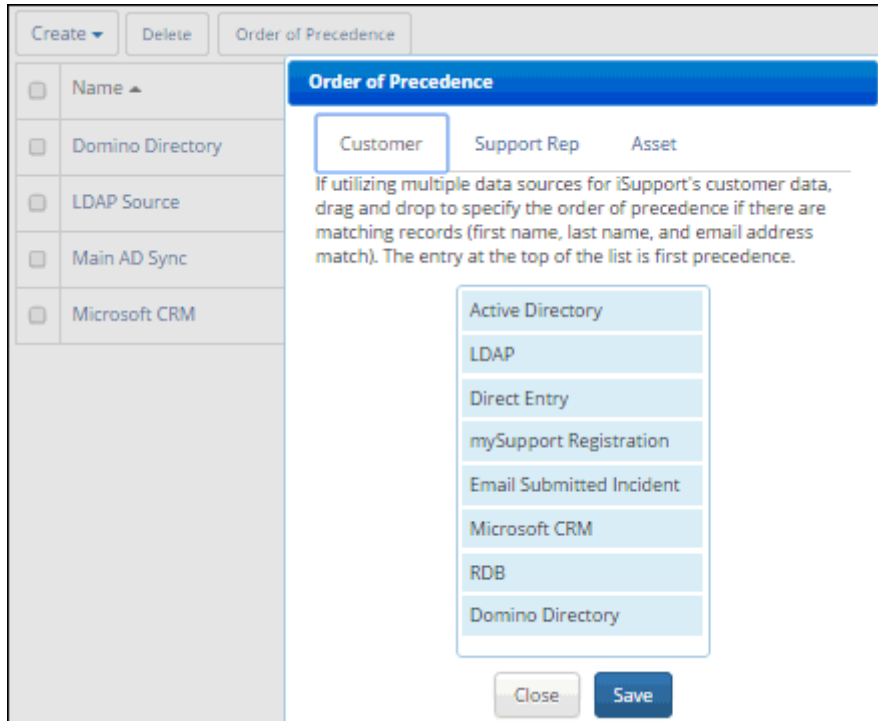 Create Delete Order of Precedence
Name
Domino Directory
LDAP Source
Main AD Sync
Microsoft CRM
Order of Precedence
Customer Support Rep Asset
If utilizing multiple data sources for iSupport's customer data,
drag and drop to specify the order of precedence if there are
matching records (first name, last name, and email address
match). The entry at the top of the list is first precedence.
Active Directory
LDAP
Direct Entry
mySupport Registration
Email Submitted Incident
Microsoft CRM
RDB
Domino Directory
Close Save